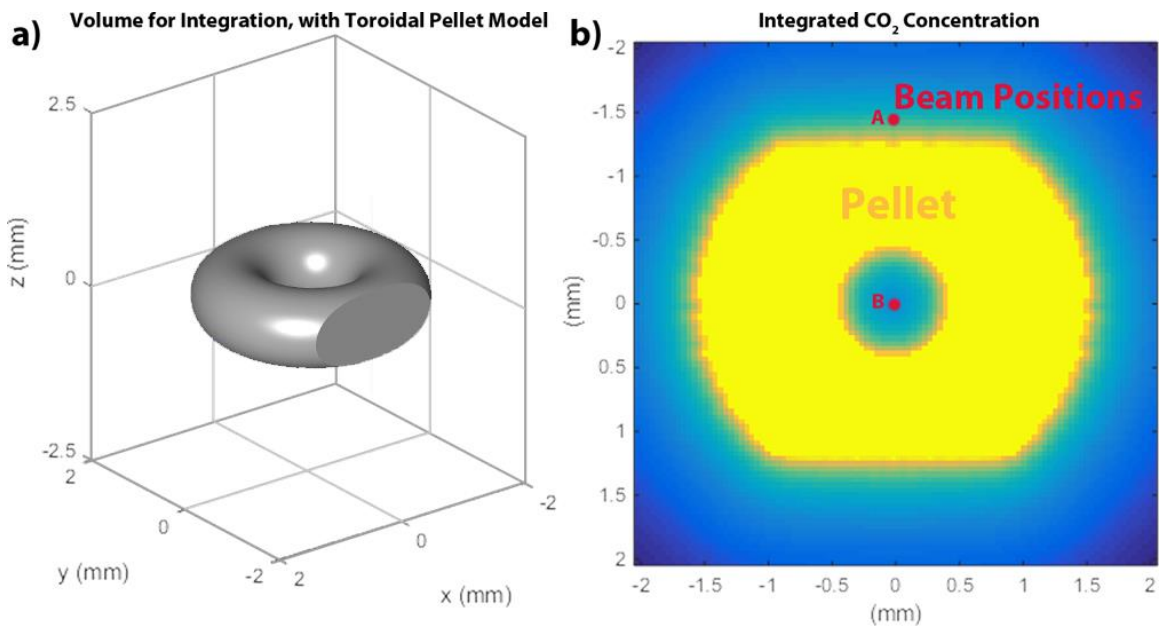 a)
Volume for Integration, with Toroidal Pellet Model
2.5
z (mm)
0
-2.5
2
y (mm)
0
-2
2
x (mm)
0
-2
b)
Integrated CO₂ Concentration
-2
-1.5
-1
-0.5
0
0.5
1
1.5
2
(mm)
Beam Positions
A
Pellet
B
-2
-1.5
-1
-0.5
0
0.5
1
1.5
2
(mm)